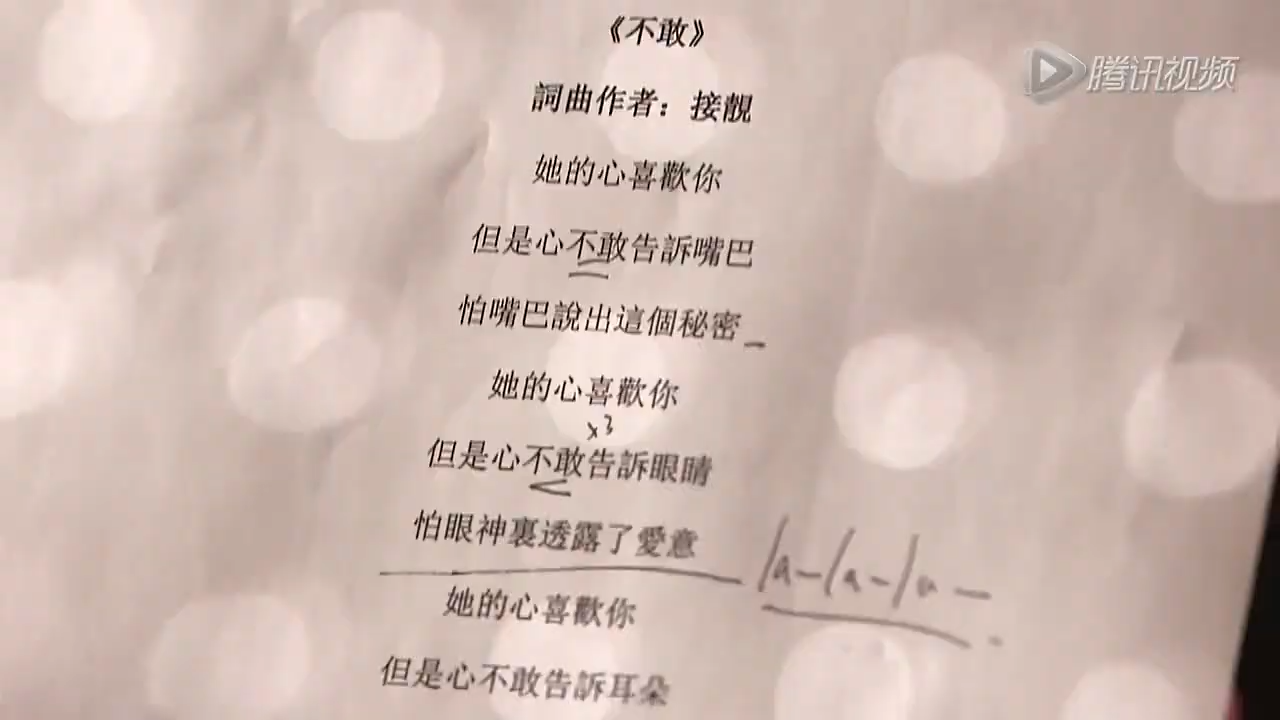 《不敢》
腾讯视频
詞曲作者：接靚
她的心喜歡你
但是心不敢告訴嘴巴
怕嘴巴說出這個秘密
她的心喜歡你
x3
但是心不敢告訴眼睛
怕眼神裏透露了愛意
la-la-la-
她的心喜歡你
但是心不敢告訴耳朵